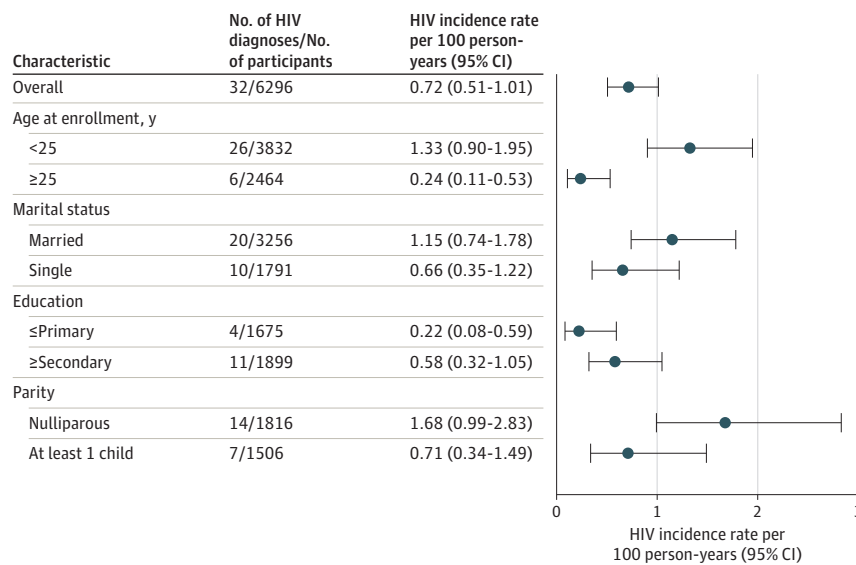 Characteristic No. of HIV diagnoses/No. of participants HIV incidence rate per 100 person-years (95% CI)
Overall 32/6296 0.72 (0.51-1.01)
Age at enrollment, y
<25 26/3832 1.33 (0.90-1.95)
≥25 6/2464 0.24 (0.11-0.53)
Marital status
Married 20/3256 1.15 (0.74-1.78)
Single 10/1791 0.66 (0.35-1.22)
Education
≤Primary 4/1675 0.22 (0.08-0.59)
≥Secondary 11/1899 0.58 (0.32-1.05)
Parity
Nulliparous 14/1816 1.68 (0.99-2.83)
At least 1 child 7/1506 0.71 (0.34-1.49)
0 1 2
HIV incidence rate per
100 person-years (95% CI)